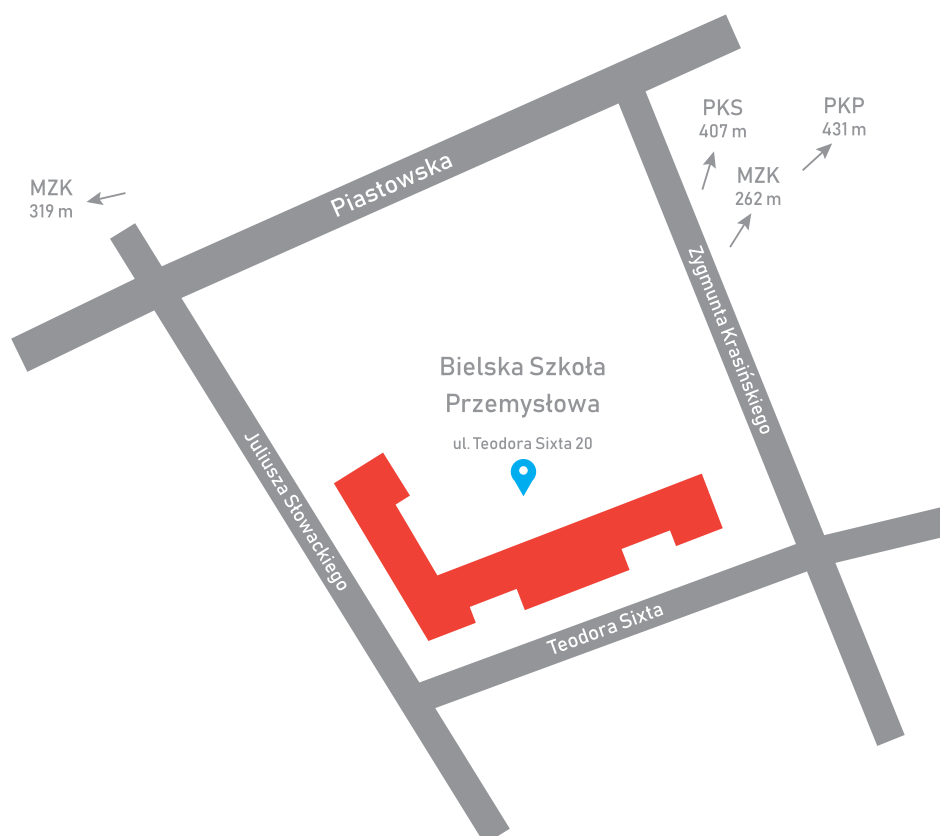 PKS
407 m
PKP
431 m
MZK
319 m
MZK
262 m
Piastowska
Zygmunta Krasińskiego
Bielska Szkoła
Przemysłowa
ul. Teodora Sixta 20
Juliusza Słowackiego
Teodora Sixta